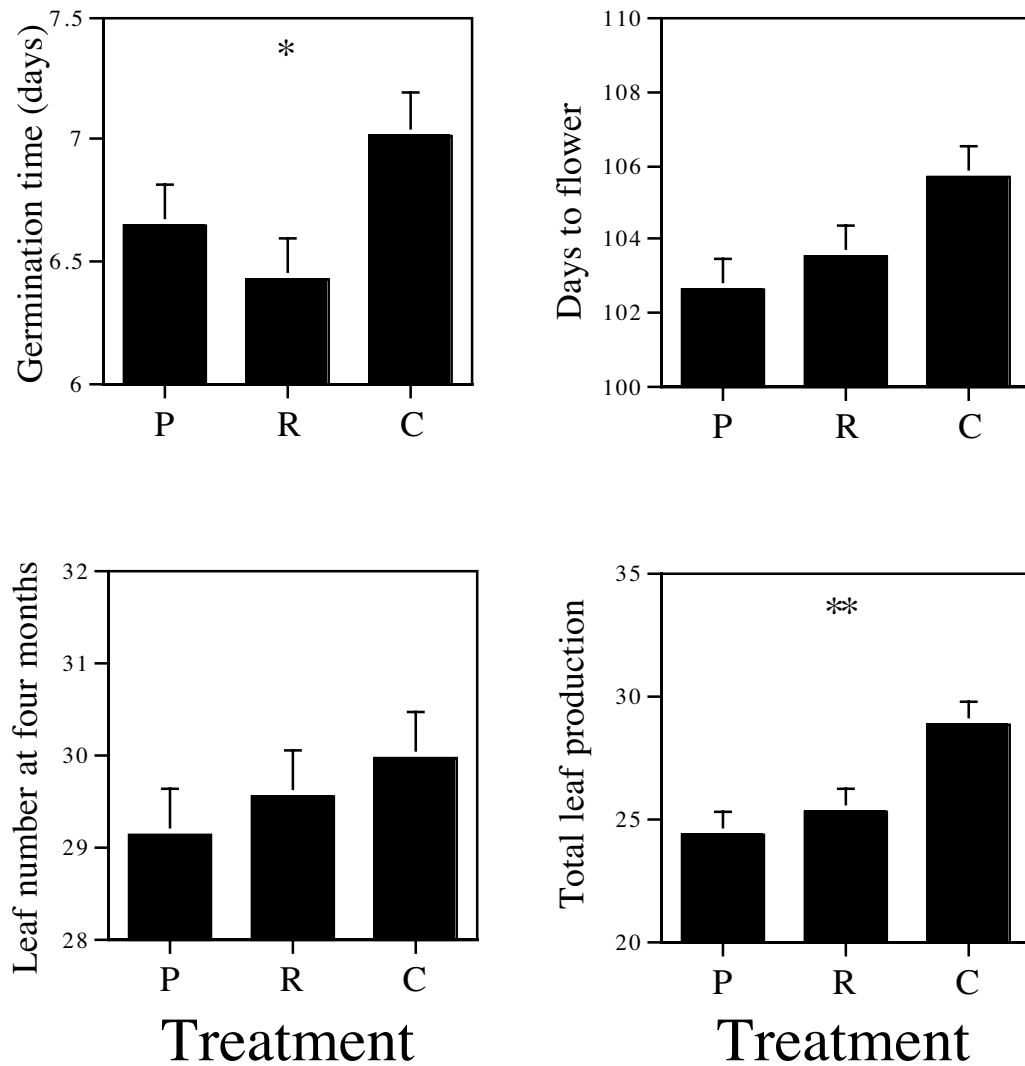 Germination time (days)
7.5
7
6.5
6
*
P R C
Days to flower
110
108
106
104
102
100
P R C
Leaf number at four months
32
31
30
29
28
P R C
Treatment
Total leaf production
35
30
25
20
**
P R C
Treatment